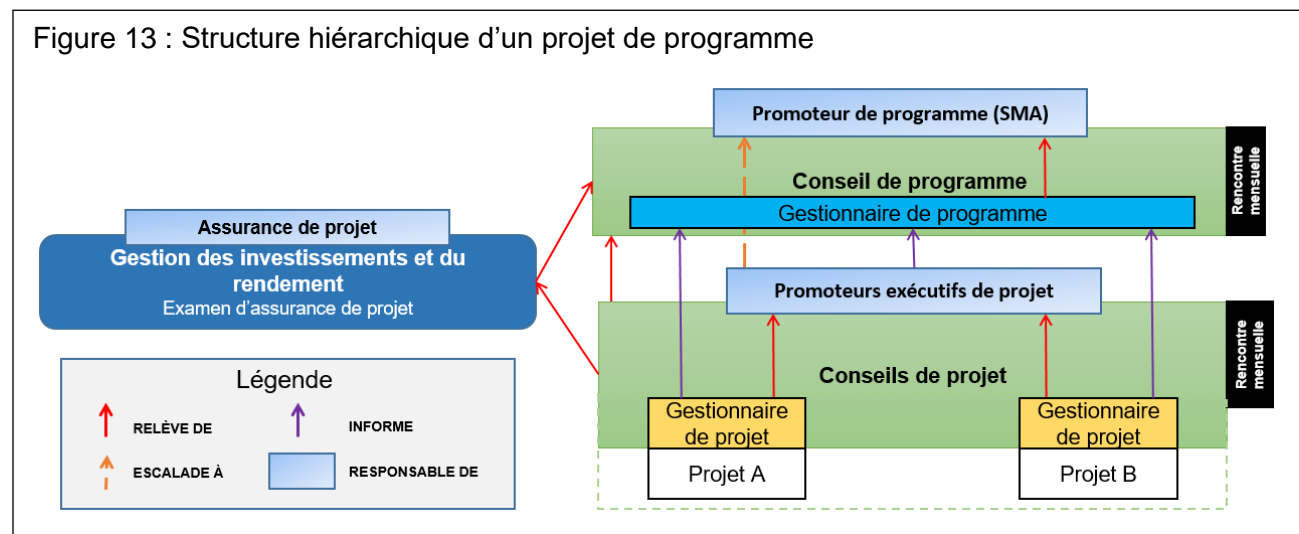 Figure 13 : Structure hiérarchique d’un projet de programme
Promoteur de programme (SMA)
Conseil de programme
Gestionnaire de programme
Rencontre
mensuelle
Assurance de projet
Gestion des investissements et du
rendement
Examen d’assurance de projet
Promoteurs exécutifs de projet
Conseils de projet
Rencontre
mensuelle
Gestionnaire
de projet
Projet A
Gestionnaire
de projet
Projet B
Légende
RELÈVE DE
INFORME
ESCALADE À
RESPONSABLE DE